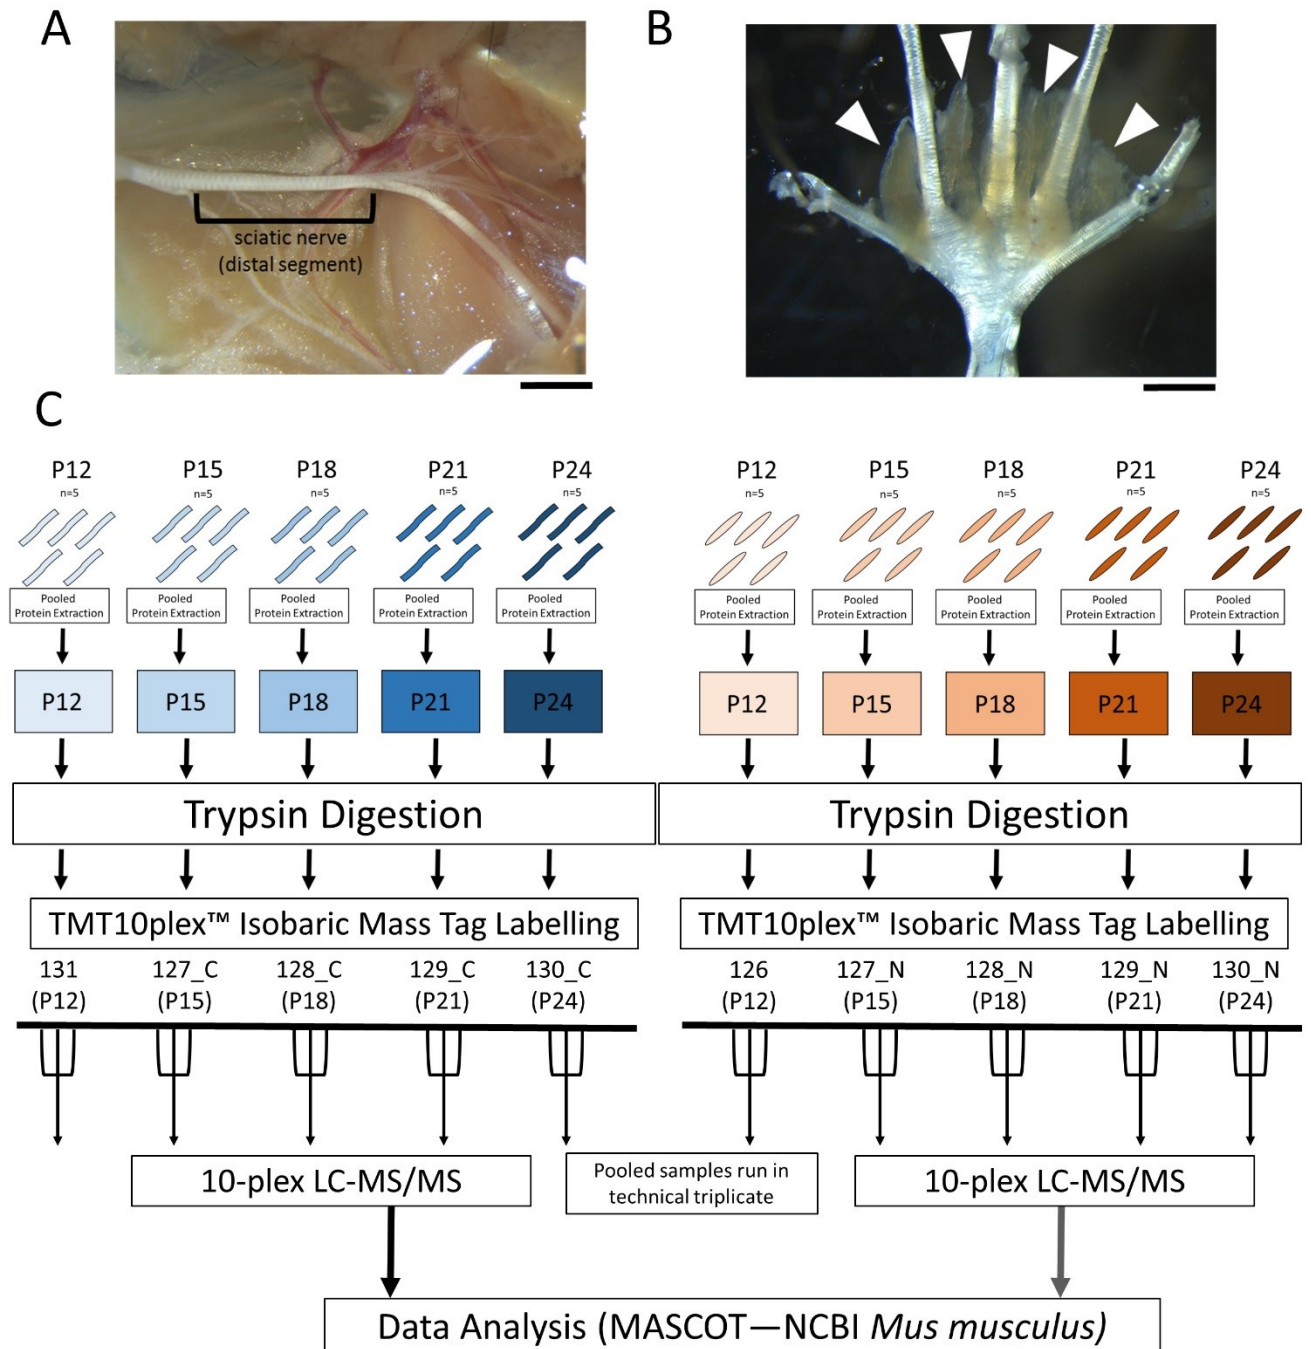 A
B
sciatic nerve
(distal segment)
C
P12 P15 P18 P21 P24 P12 P15 P18 P21 P24
n=5 n=5 n=5 n=5 n=5 n=5 n=5 n=5
Pooled Pooled Pooled Pooled Pooled Pooled Pooled Pooled Pooled Pooled
Protein Extraction Protein Extraction Protein Extraction Protein Extraction Protein Extraction Protein Extraction Protein Extraction Protein Extraction Protein Extraction Protein Extraction
P12 P15 P18 P21 P24 P12 P15 P18 P21 P24
Trypsin Digestion Trypsin Digestion
TMT10plex™ Isobaric Mass Tag Labelling TMT10plex™ Isobaric Mass Tag Labelling
131 127_C 128_C 129_C 130_C 126 127_N 128_N 129_N 130_N
(P12) (P15) (P18) (P21) (P24) (P12) (P15) (P18) (P21) (P24)
10-plex LC-MS/MS
Pooled samples run in
technical triplicate
10-plex LC-MS/MS
Data Analysis (MASCOT—NCBI Mus musculus)